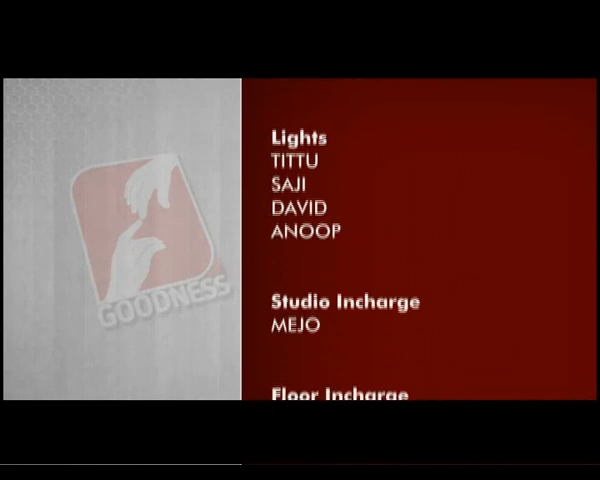 GOODNESS
Lights
TITTU
SAJI
DAVID
ANOOP
Studio Incharge
MEJO
Floor Incharge